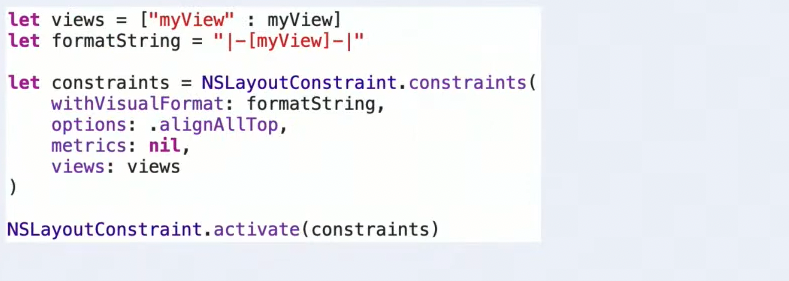 let views = ["myView" : myView]
let formatString = "|-[myView]-|"
let constraints = NSLayoutConstraint.constraints(
    withVisualFormat: formatString,
    options: .alignAllTop,
    metrics: nil,
    views: views
)
NSLayoutConstraint.activate(constraints)